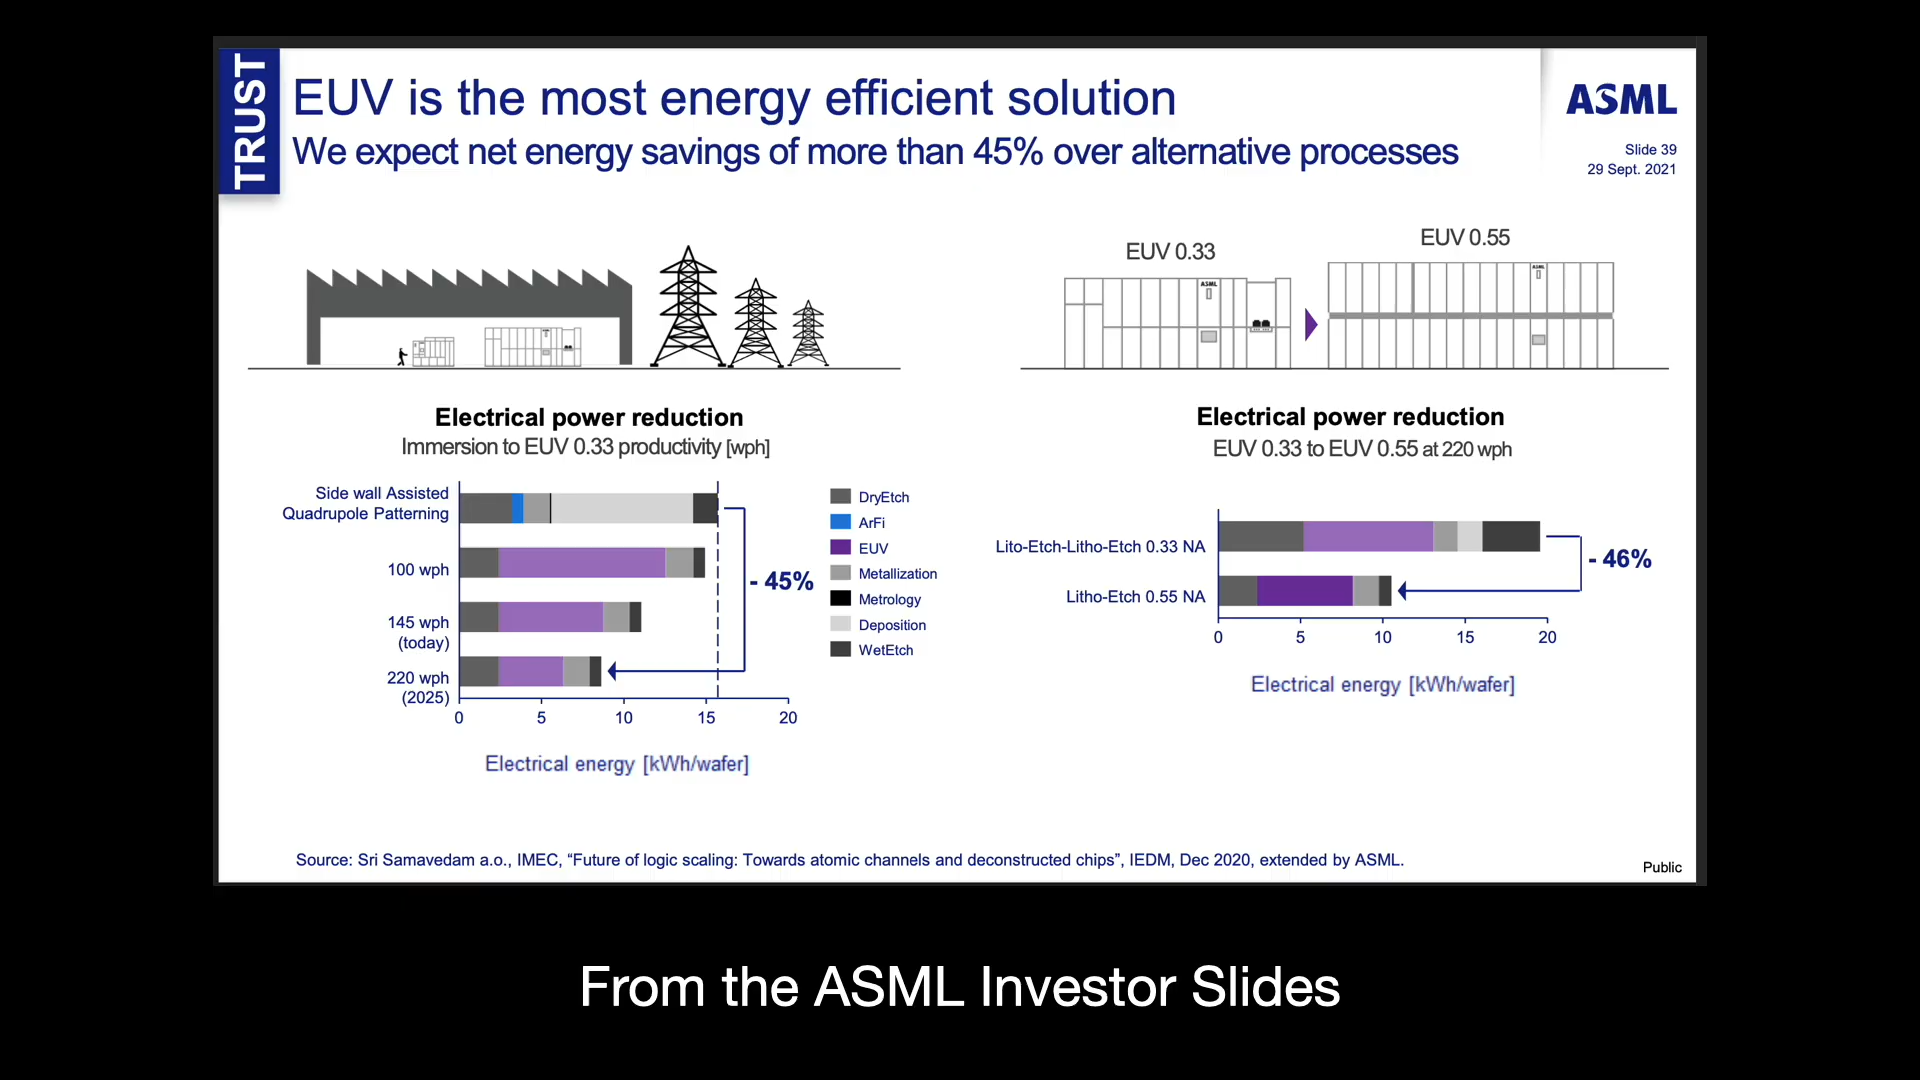 TRUST
EUV is the most energy efficient solution
We expect net energy savings of more than 45% over alternative processes
ASML
Slide 39
29 Sept. 2021
EUV 0.33
EUV 0.55
ASML
ASML
Electrical power reduction
Immersion to EUV 0.33 productivity [wph]
Side wall Assisted
Quadrupole Patterning
100 wph
145 wph
(today)
220 wph
(2025)
0 5 10 15 20
Electrical energy [kWh/wafer]
- 45%
DryEtch
ArFi
EUV
Metallization
Metrology
Deposition
WetEtch
Electrical power reduction
EUV 0.33 to EUV 0.55 at 220 wph
Lito-Etch-Litho-Etch 0.33 NA
Litho-Etch 0.55 NA
- 46%
0 5 10 15 20
Electrical energy [kWh/wafer]
Source: Sri Samavedam a.o., IMEC, “Future of logic scaling: Towards atomic channels and deconstructed chips”, IEDM, Dec 2020, extended by ASML.
Public
From the ASML Investor Slides